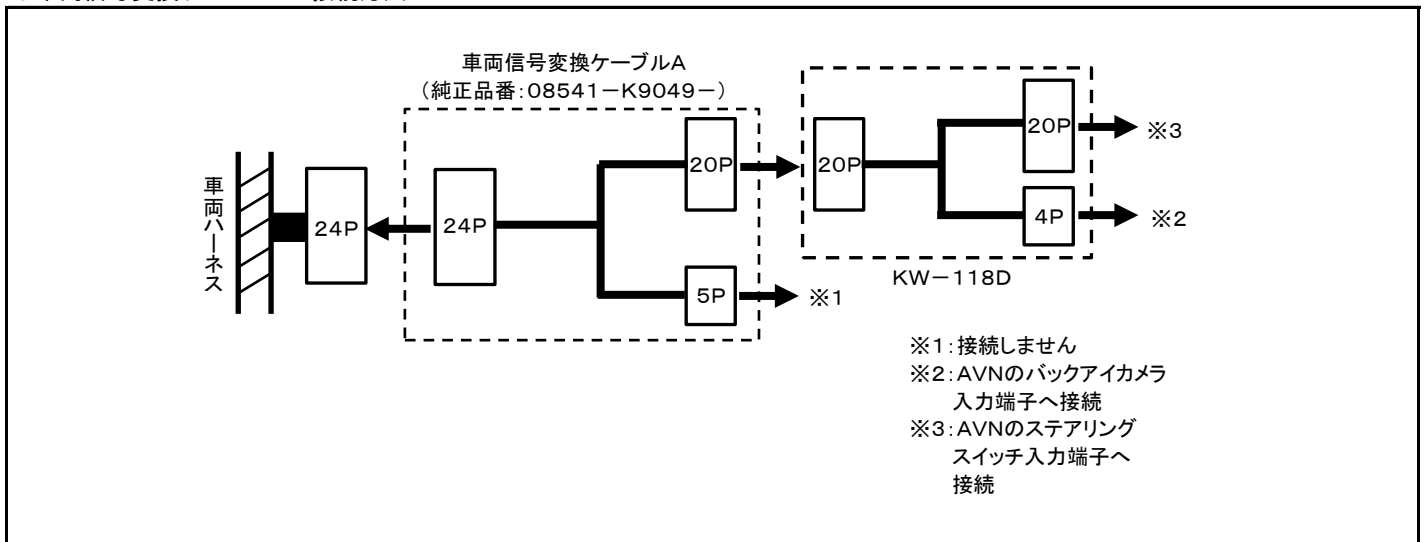 車両信号変換ケーブルA
(純正品番:08541-K9049-)
車両ハーネス
24P
24P
20P
5P
※1
20P
20P
4P
※3
※2
KW-118D
※1:接続しません
※2:AVNのバックアイカメラ
入力端子へ接続
※3:AVNのステアリング
スイッチ入力端子へ
接続